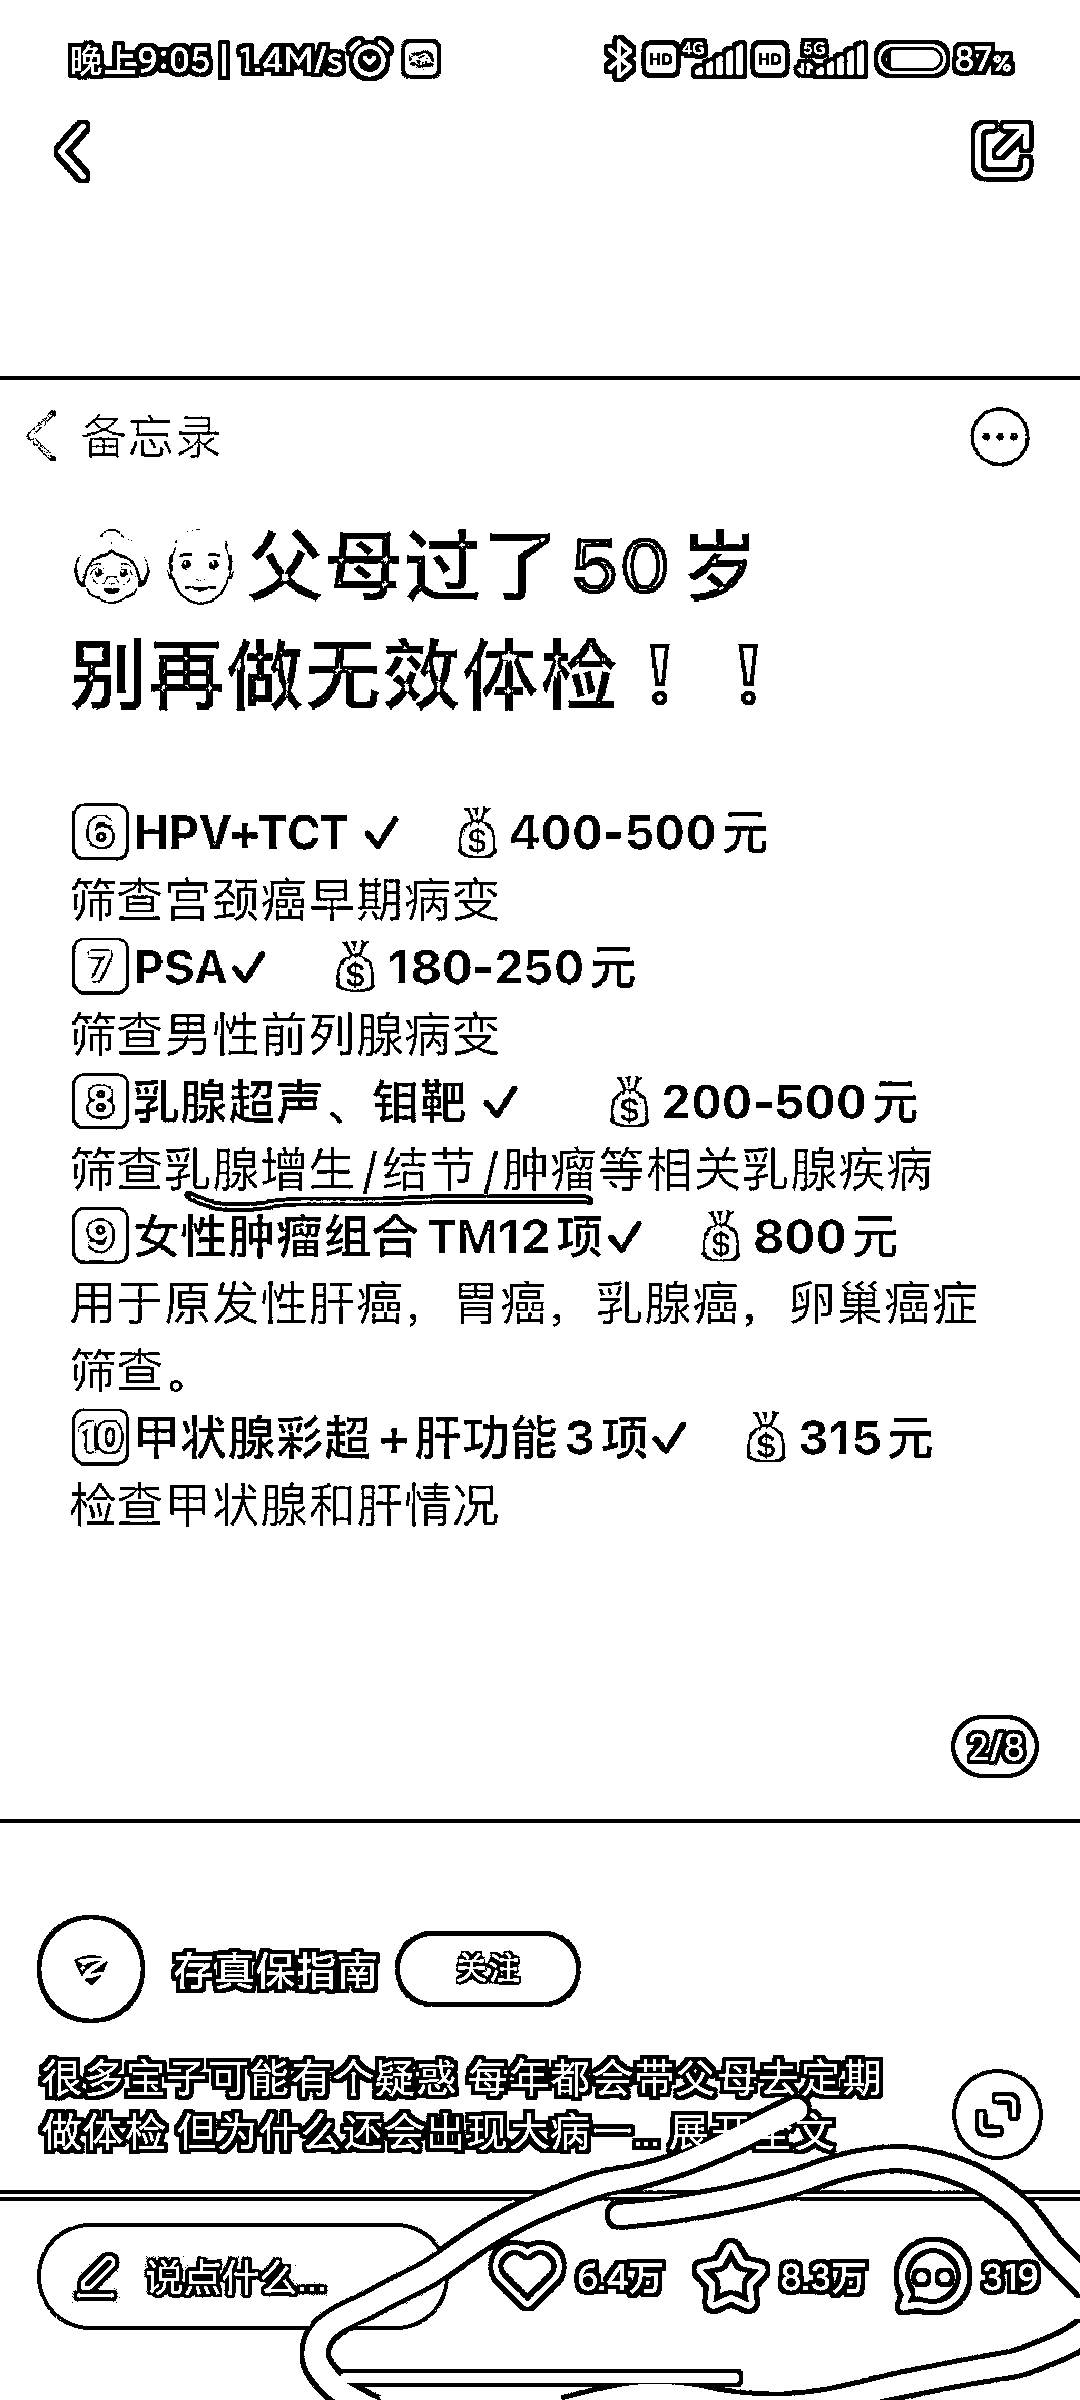 晚上9:05 | 1.4M/s HD 4G HD 5G 87%
备忘录
父母过了50岁
别再做无效体检！！
6 HPV+TCT ✓ 400-500元
筛查宫颈癌早期病变
7 PSA✓ 180-250元
筛查男性前列腺病变
8 乳腺超声、钼靶 ✓ 200-500元
筛查乳腺增生/结节/肿瘤等相关乳腺疾病
9 女性肿瘤组合TM12项✓ 800元
用于原发性肝癌，胃癌，乳腺癌，卵巢癌症
筛查。
10 甲状腺彩超+肝功能3项✓ 315元
检查甲状腺和肝情况
2/8
存真保指南 关注
很多宝子可能有个疑惑 每年都会带父母去定期
做体检 但为什么还会出现大病一... 展开全文
说点什么... 6.4万 8.3万 319